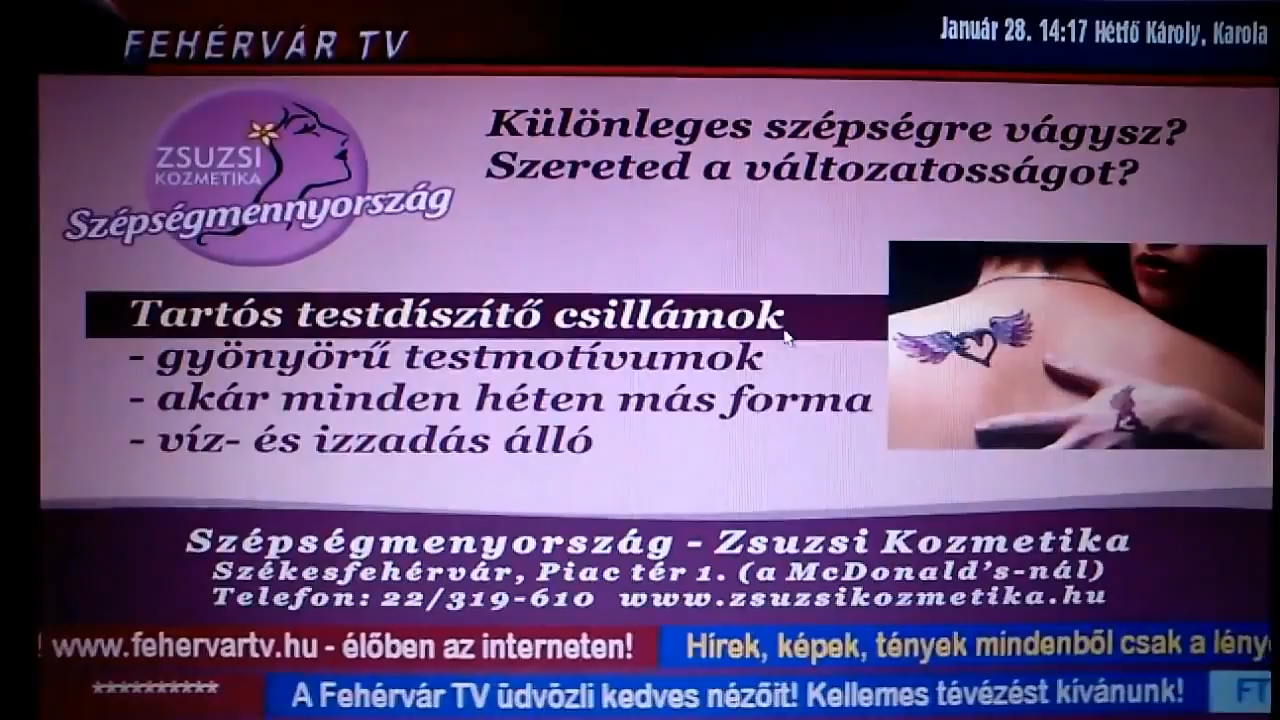 FEHÉRVÁR TV
Január 28. 14:17 Hétfő Károly, Karola
ZSUZSI
KOZMETIKA
Szépségmennyország
Különleges szépségre vágysz?
Szereted a változatosságot?
Tartós testdíszítő csillámok
- gyönyörű testmotívumok
- akár minden héten más forma
- víz- és izzadás álló
Szépségmenyország - Zsuzsi Kozmetika
Székesfehérvár, Piac tér 1. (a McDonald's-nál)
Telefon: 22/319-610 www.zsuzsikozmetika.hu
! www.fehervartv.hu - élőben az interneten! Hírek, képek, tények mindenből csak a lény
********** A Fehérvár TV üdvözli kedves nézőit! Kellemes tévézést kívánunk! FT